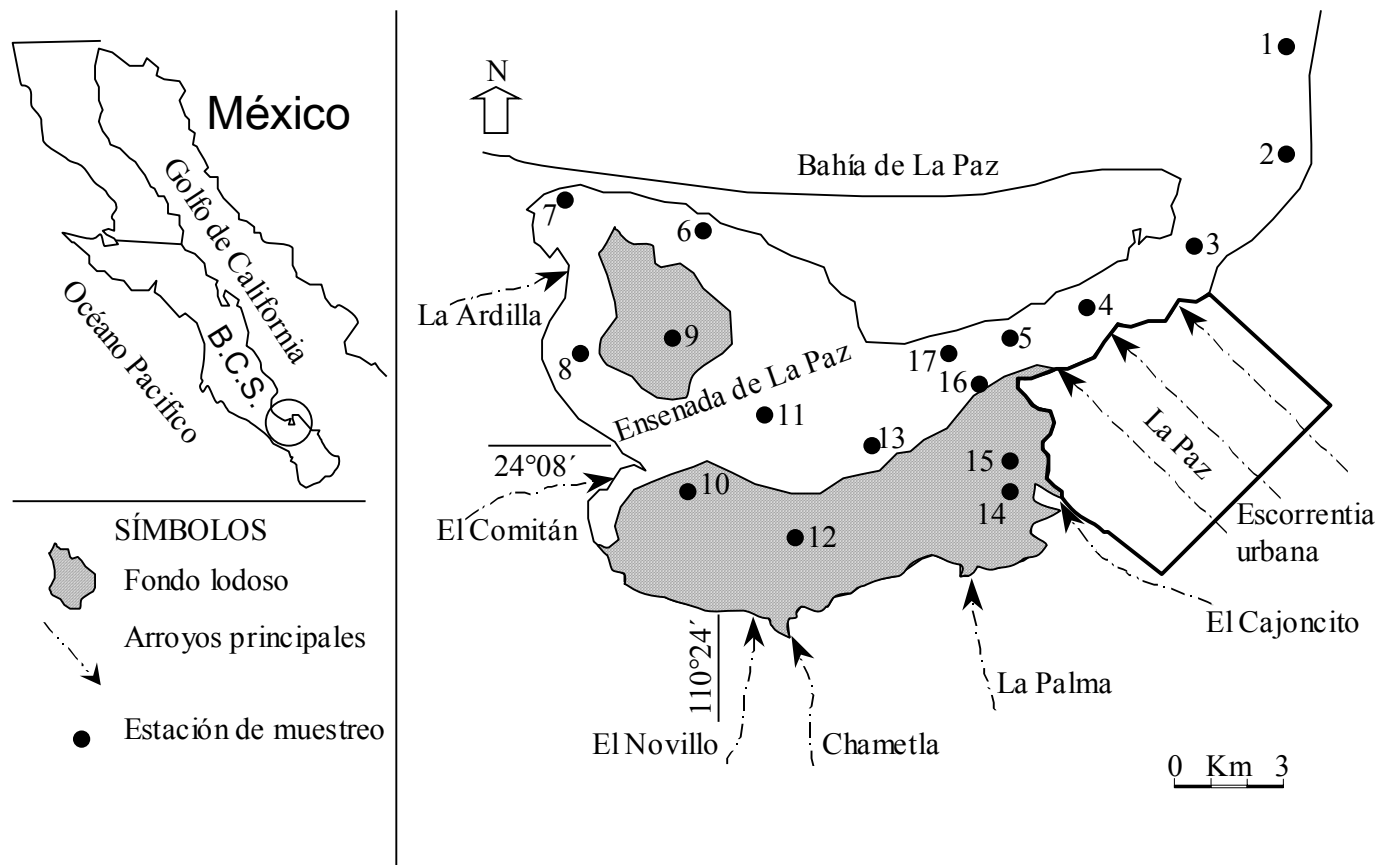 México
Golfo de California
Océano Pacifico
B.C.S.
SÍMBOLOS
Fondo lodoso
Arroyos principales
Estación de muestreo
N
Bahía de La Paz
1
2
3
4
5
6
7
8
9
10
11
12
13
14
15
16
17
La Ardilla
Ensenada de La Paz
24°08´
El Comitán
110°24´
El Novillo
Chametla
La Palma
El Cajoncito
La Paz
Escorrentia
urbana
0 Km 3